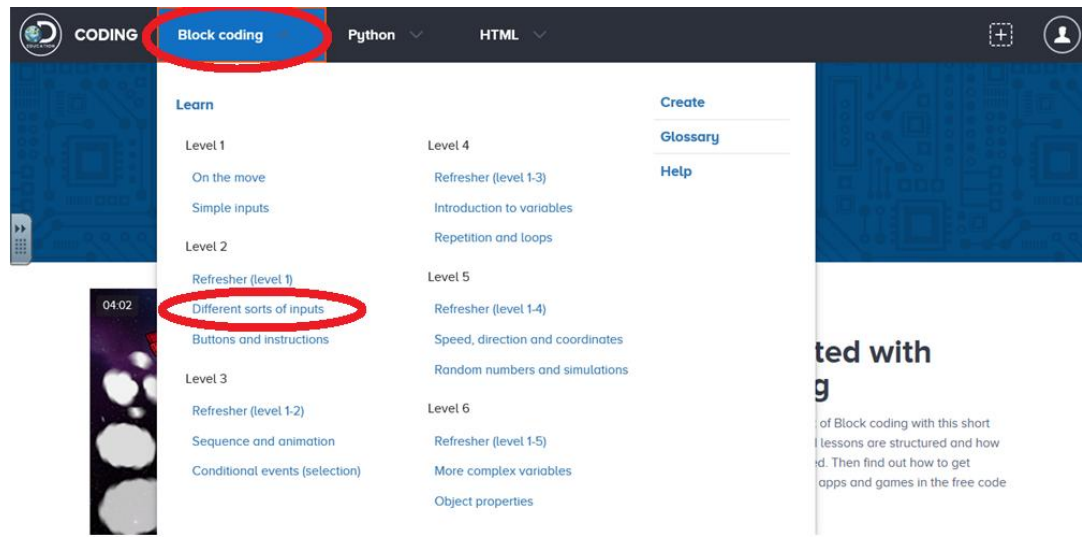 CODING
Block coding
Python
HTML
Learn
Level 1
On the move
Simple inputs
Level 2
Refresher (level 1)
Different sorts of inputs
Buttons and instructions
Level 3
Refresher (level 1-2)
Sequence and animation
Conditional events (selection)
Level 4
Refresher (level 1-3)
Introduction to variables
Repetition and loops
Level 5
Refresher (level 1-4)
Speed, direction and coordinates
Random numbers and simulations
Level 6
Refresher (level 1-5)
More complex variables
Object properties
Create
Glossary
Help
04:02
ted with
g
of Block coding with this short
lessons are structured and how
ed. Then find out how to get
apps and games in the free code